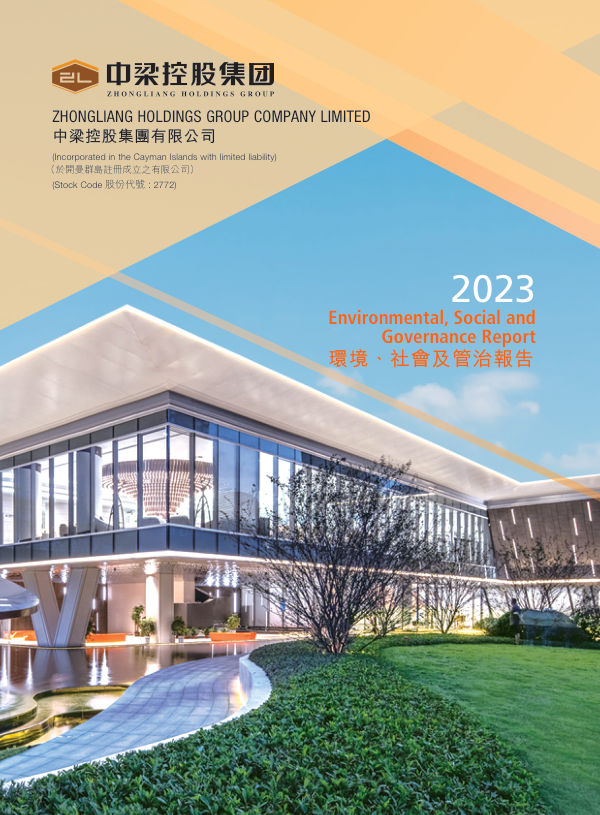 ZL
中梁控股集团
ZHONGLIANG HOLDINGS GROUP
ZHONGLIANG HOLDINGS GROUP COMPANY LIMITED
中梁控股集團有限公司
(Incorporated in the Cayman Islands with limited liability)
(於開曼群島註冊成立之有限公司)
(Stock Code 股份代號 : 2772)
2023
Environmental, Social and
Governance Report
環境、社會及管治報告